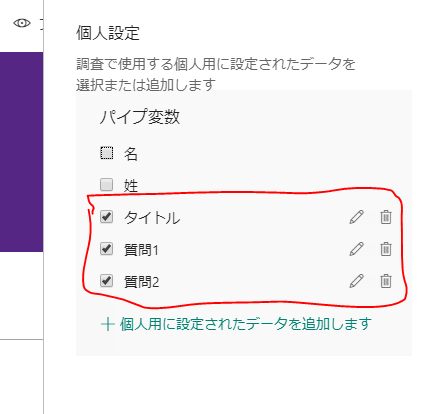 個人設定
調査で使用する個人用に設定されたデータを
選択または追加します
パイプ変数
名
姓
タイトル
質問1
質問2
個人用に設定されたデータを追加します